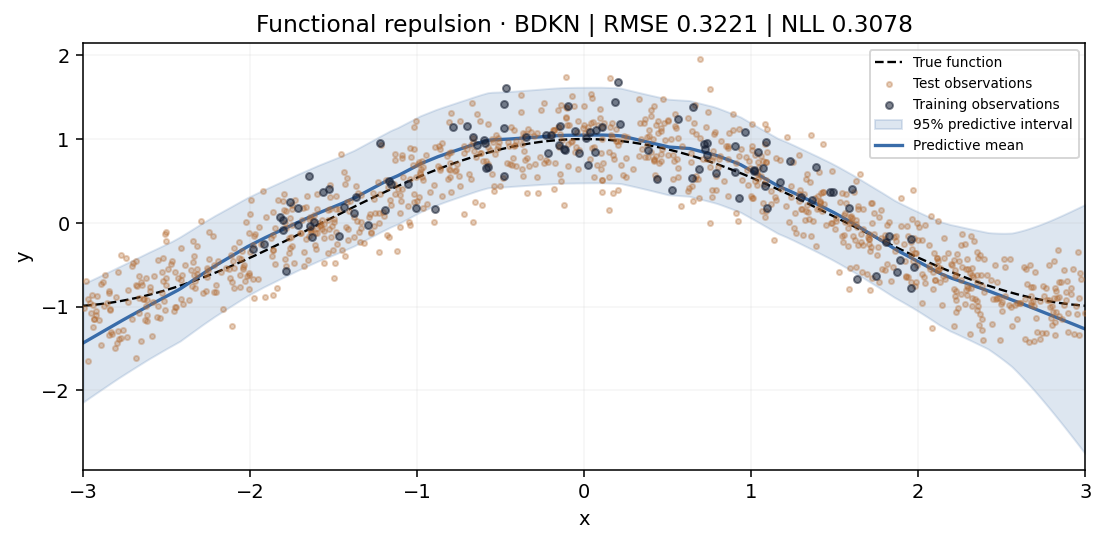 Functional repulsion · BDKN | RMSE 0.3221 | NLL 0.3078
True function
Test observations
Training observations
95% predictive interval
Predictive mean
2
1
0
−1
−2
y
−3
−2
−1
0
1
2
3
x